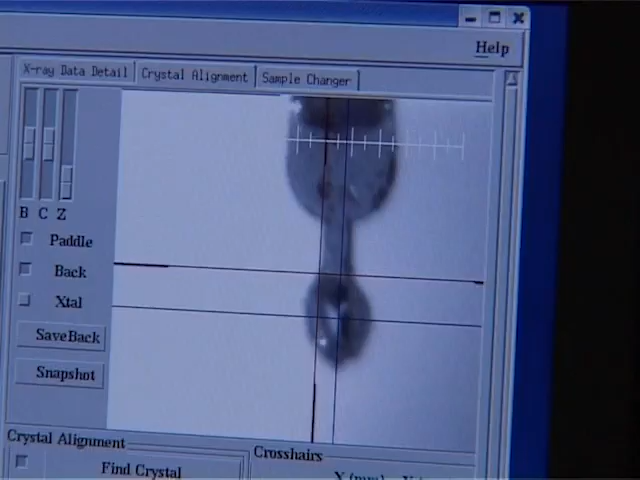 Help
X-ray Data Detail Crystal Alignment Sample Changer
B C Z
Paddle
Back
Xtal
SaveBack
Snapshot
Crystal Alignment
Crosshairs
Find Crystal